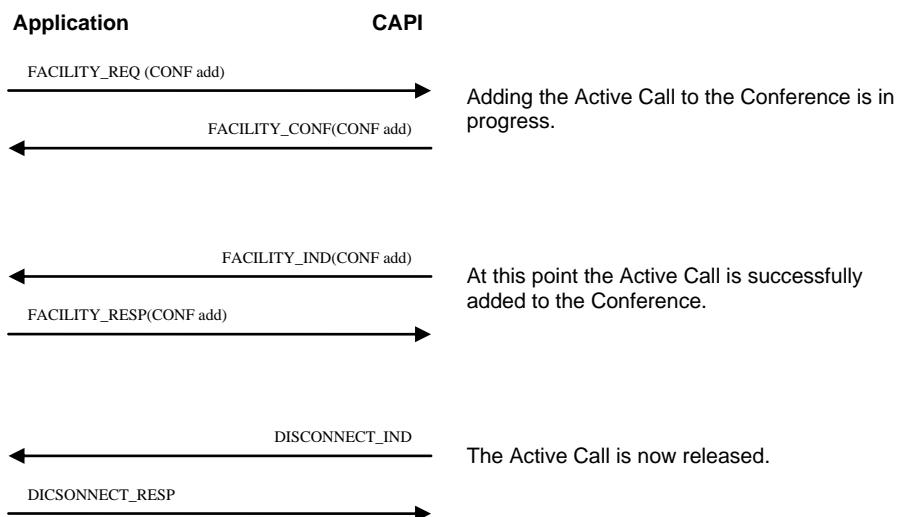 Application CAPI
FACILITY_REQ (CONF add)
Adding the Active Call to the Conference is in
progress.
FACILITY_CONF(CONF add)
FACILITY_IND(CONF add)
At this point the Active Call is successfully
added to the Conference.
FACILITY_RESP(CONF add)
DISCONNECT_IND
The Active Call is now released.
DICSONNECT_RESP